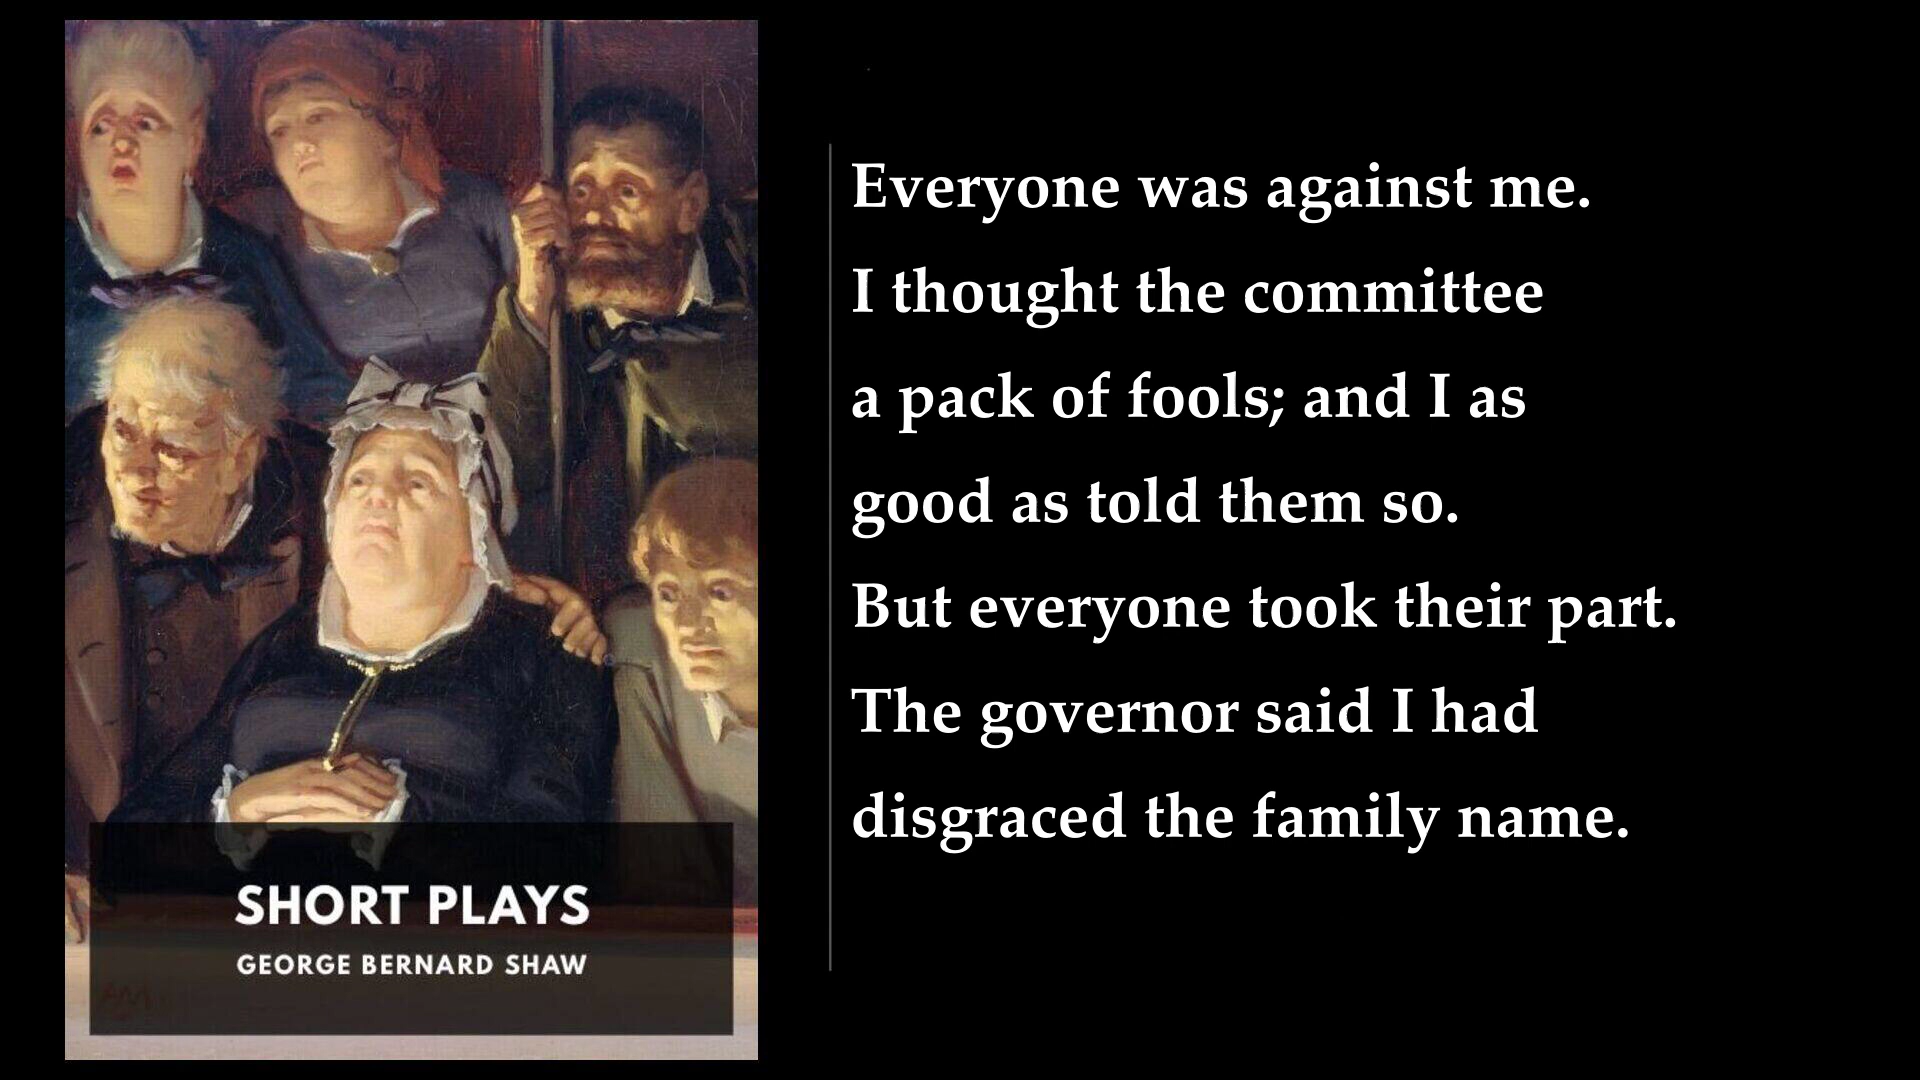 Everyone was against me.
I thought the committee
a pack of fools; and I as
good as told them so.
But everyone took their part.
The governor said I had
disgraced the family name.
SHORT PLAYS
GEORGE BERNARD SHAW